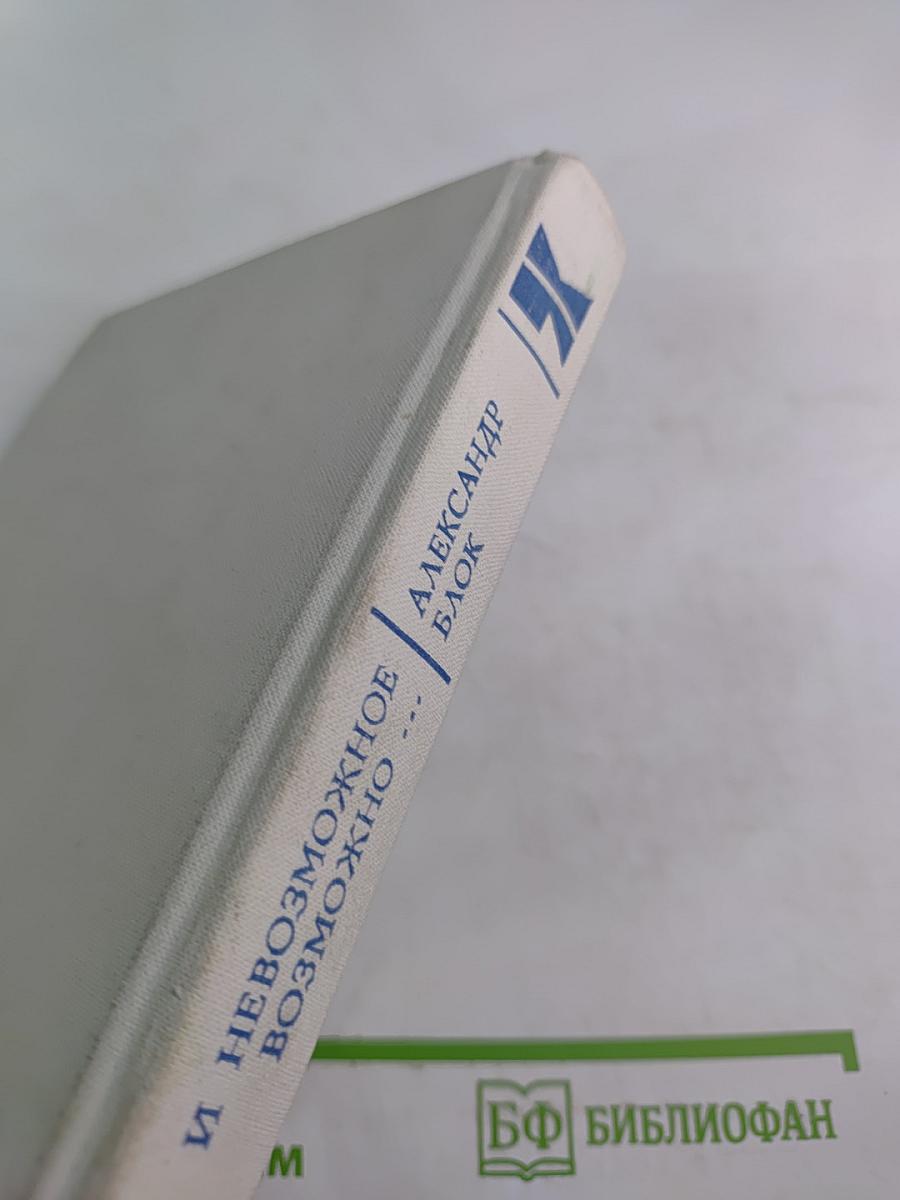 АЛЕКСАНДР
БЛОК
И НЕВОЗМОЖНОЕ
ВОЗМОЖНО ...
БФ БИБЛИОФАН
м